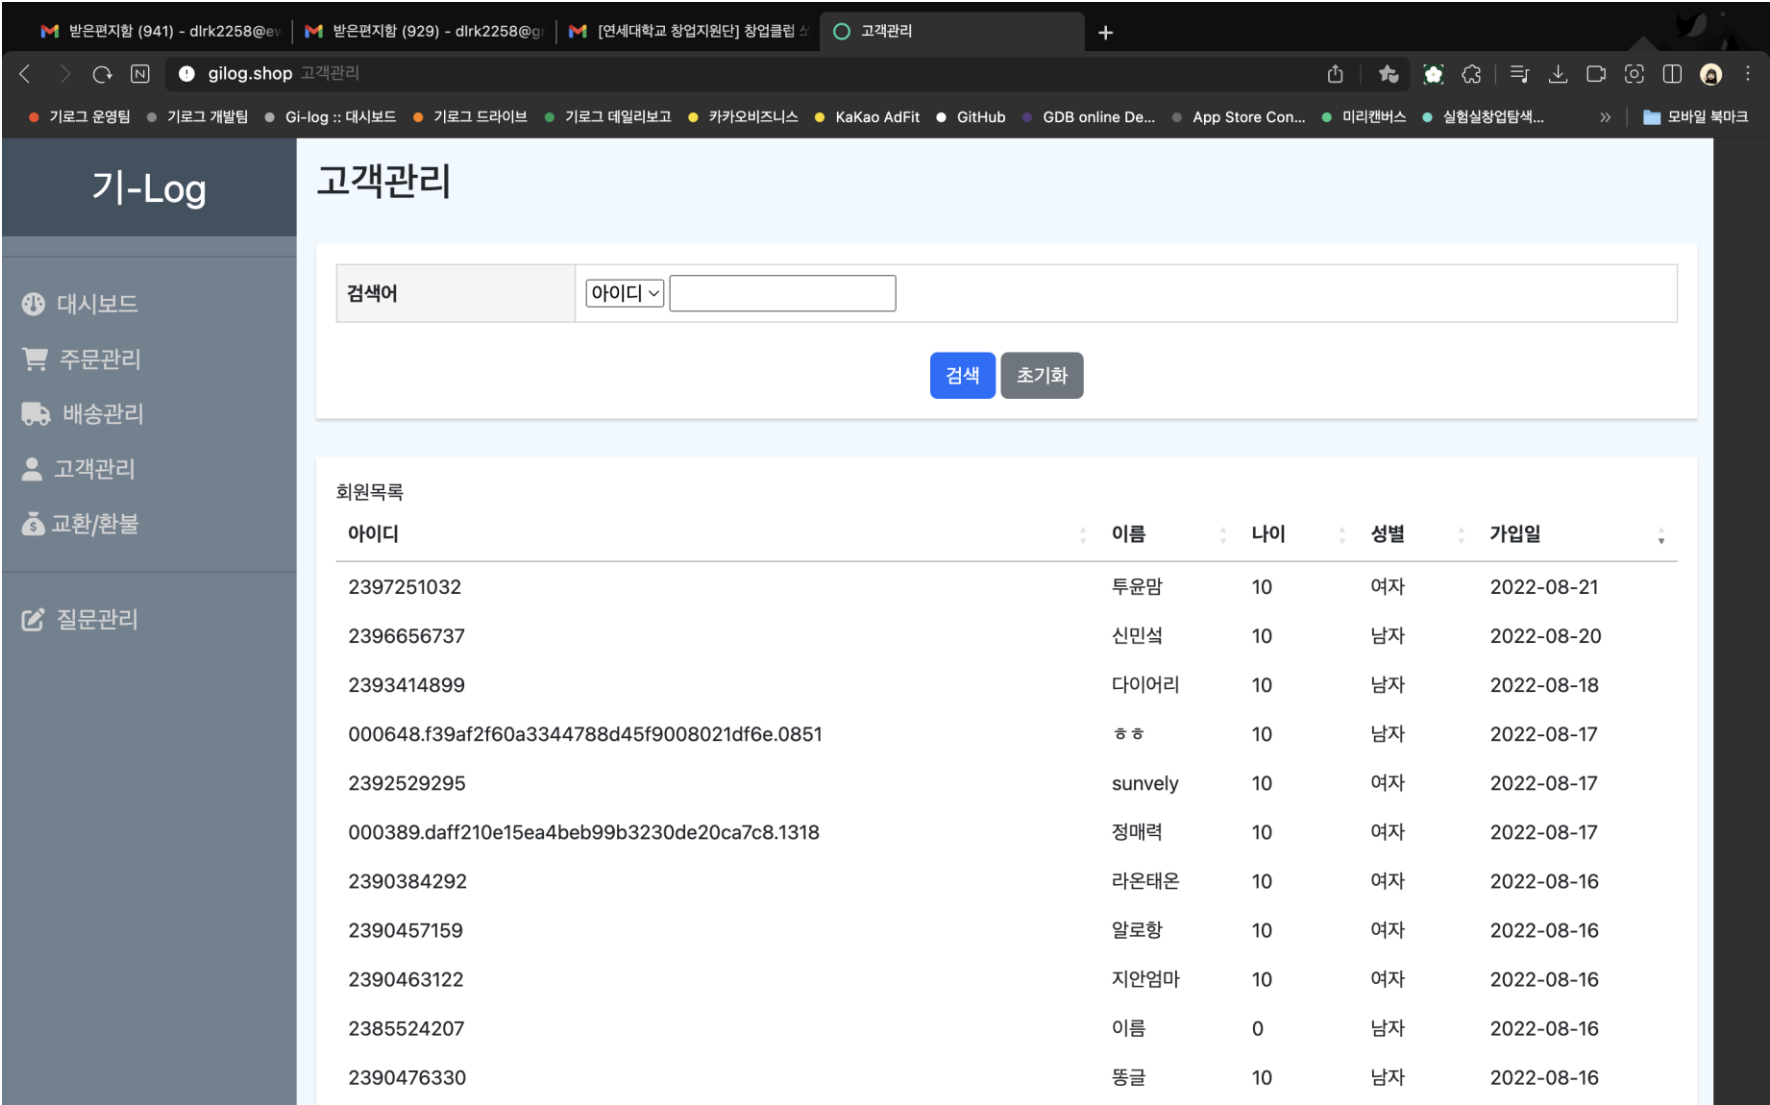 받은편지함 (941) - dlrk2258@ew
받은편지함 (929) - dlrk2258@gr
[연세대학교 창업지원단] 창업클럽
고객관리
gilog.shop 고객관리
기로그 운영팀
기로그 개발팀
Gi-log :: 대시보드
기로그 드라이브
기로그 데일리보고
카카오비즈니스
KaKao AdFit
GitHub
GDB online De...
App Store Con...
미리캔버스
실험실창업탐색...
»
모바일 북마크
기-Log
대시보드
주문관리
배송관리
고객관리
교환/환불
질문관리
고객관리
검색어 아이디
검색 초기화
회원목록
아이디 이름 나이 성별 가입일
2397251032 투윤맘 10 여자 2022-08-21
2396656737 신민석 10 남자 2022-08-20
2393414899 다이어리 10 남자 2022-08-18
000648.f39af2f60a3344788d45f9008021df6e.0851 ㅎㅎ 10 남자 2022-08-17
2392529295 sunvely 10 여자 2022-08-17
000389.daff210e15ea4beb99b3230de20ca7c8.1318 정매력 10 여자 2022-08-17
2390384292 라온태온 10 여자 2022-08-16
2390457159 알로항 10 여자 2022-08-16
2390463122 지안엄마 10 여자 2022-08-16
2385524207 이름 0 남자 2022-08-16
2390476330 똥글 10 남자 2022-08-16